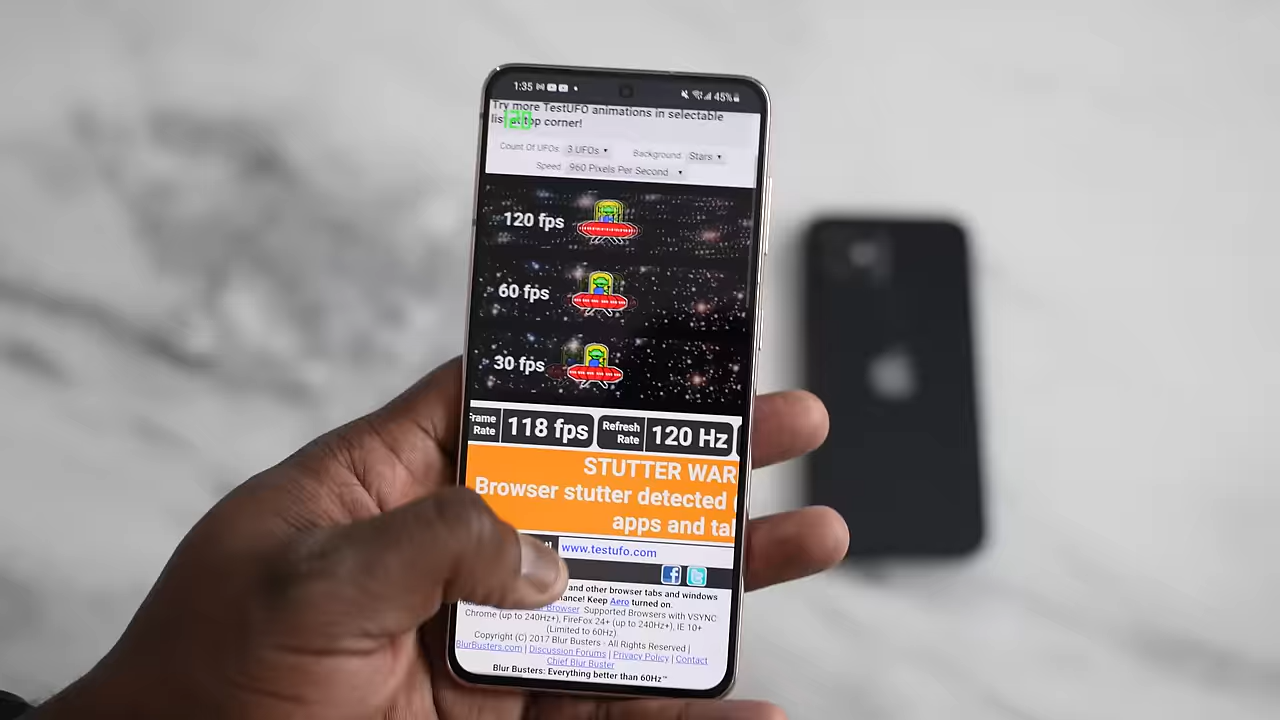 1:35
45%
Try more TestUFO animations in selectable
list at top corner!
120
Count Of UFOs: 3 UFOs Background: Stars
Speed: 960 Pixels Per Second
120 fps
60 fps
30 fps
Frame Rate 118 fps Refresh Rate 120 Hz
STUTTER WAR
Browser stutter detected
apps and ta
www.testufo.com
and other browser tabs and windows
mance! Keep Aero turned on.
Browser Supported Browsers with VSYNC:
Chrome (up to 240Hz+), FireFox 24+ (up to 240Hz+), IE 10+
(Limited to 60Hz)
Copyright (C) 2017 Blur Busters - All Rights Reserved |
BlurBusters.com | Discussion Forums | Privacy Policy | Contact
Chief Blur Buster
Blur Busters: Everything better than 60Hz™